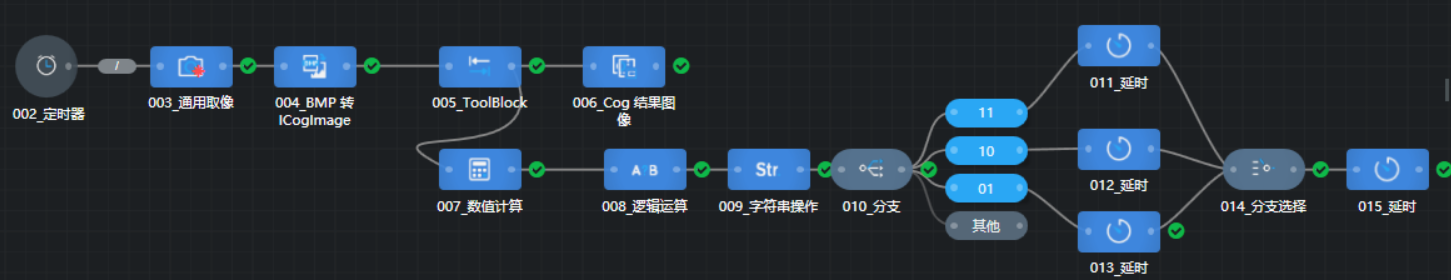 002_定时器
/
003_通用取像
BMP
004_BMP 转
ICogImage
005_ToolBlock
006_Cog 结果图
像
007_数值计算
A B
008_逻辑运算
Str
009_字符串操作
010_分支
11
10
01
其他
011_延时
012_延时
013_延时
014_分支选择
015_延时